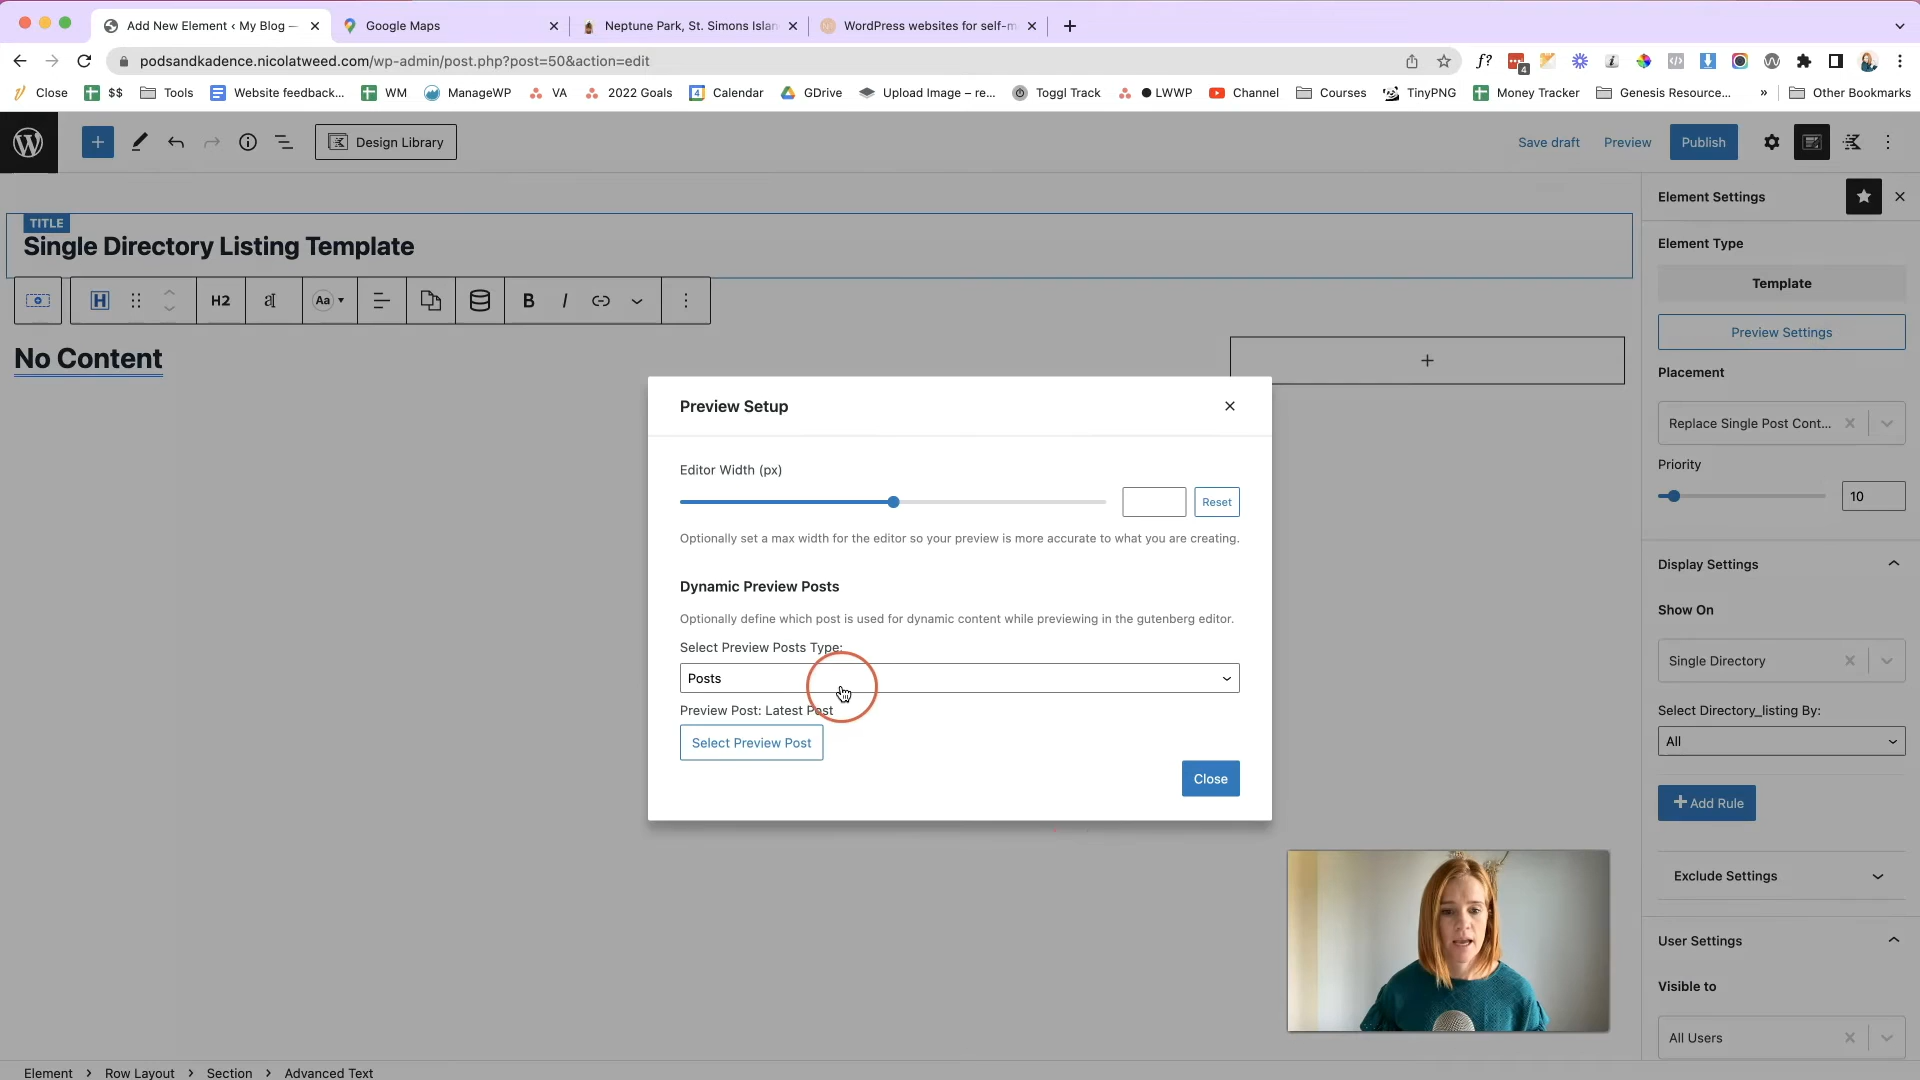 Add New Element ‹ My Blog —
Google Maps
Neptune Park, St. Simons Islan
WordPress websites for self-m
podsandkadence.nicolatweed.com/wp-admin/post.php?post=50&action=edit
f?
4
Close
$$
Tools
Website feedback...
WM
ManageWP
VA
2022 Goals
4
Calendar
GDrive
Upload Image – re...
Toggl Track
LWWP
Channel
Courses
TinyPNG
Money Tracker
Genesis Resource...
»
Other Bookmarks
Design Library
Save draft
Preview
Publish
TITLE
Single Directory Listing Template
H
H2
Aa
B
I
No Content
Element Settings
Element Type
Template
Preview Settings
Placement
Replace Single Post Cont...
Priority
10
Display Settings
Show On
Single Directory
Select Directory_listing By:
All
Add Rule
Exclude Settings
User Settings
Visible to
All Users
Preview Setup
Editor Width (px)
Reset
Optionally set a max width for the editor so your preview is more accurate to what you are creating.
Dynamic Preview Posts
Optionally define which post is used for dynamic content while previewing in the gutenberg editor.
Select Preview Posts Type:
Posts
Preview Post: Latest Post
Select Preview Post
Close
Element
Row Layout
Section
Advanced Text